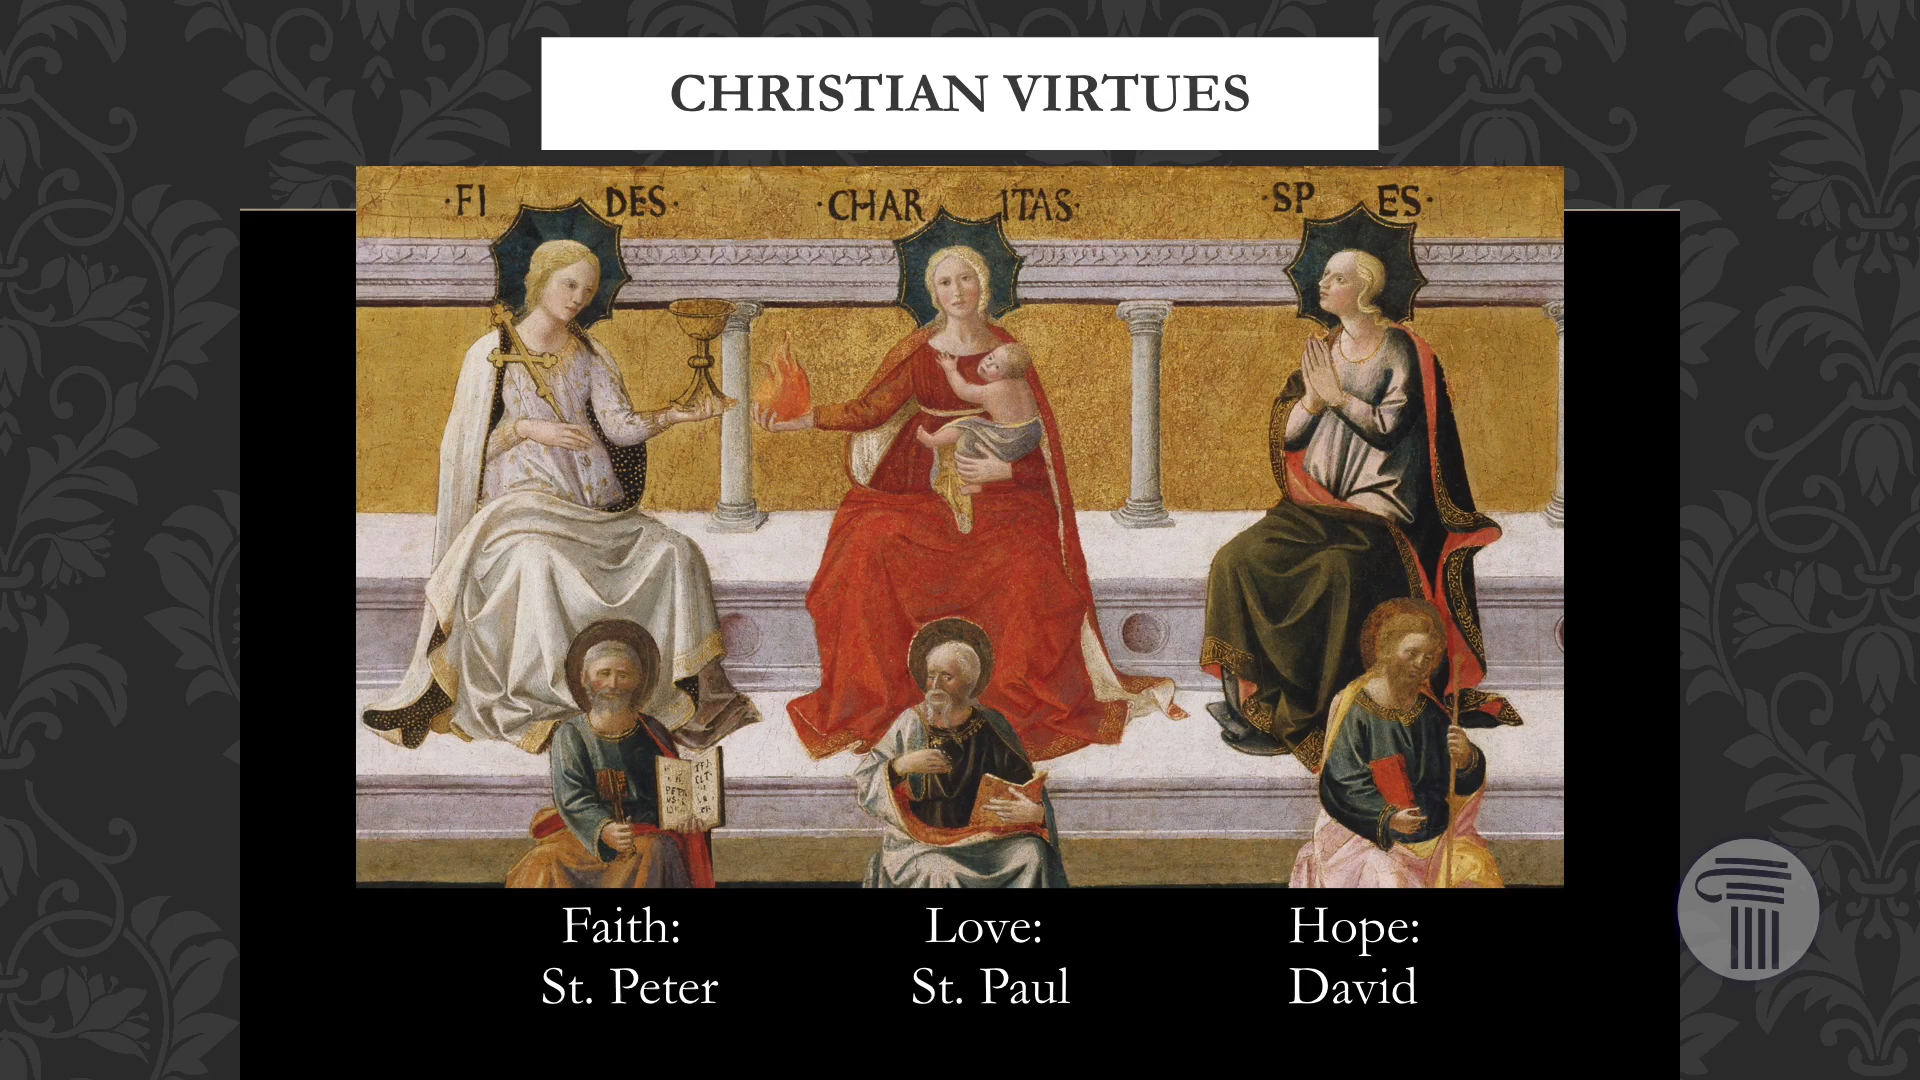 CHRISTIAN VIRTUES
·FI DES· ·CHAR ITAS· ·SP ES·
Faith: Love: Hope:
St. Peter St. Paul David